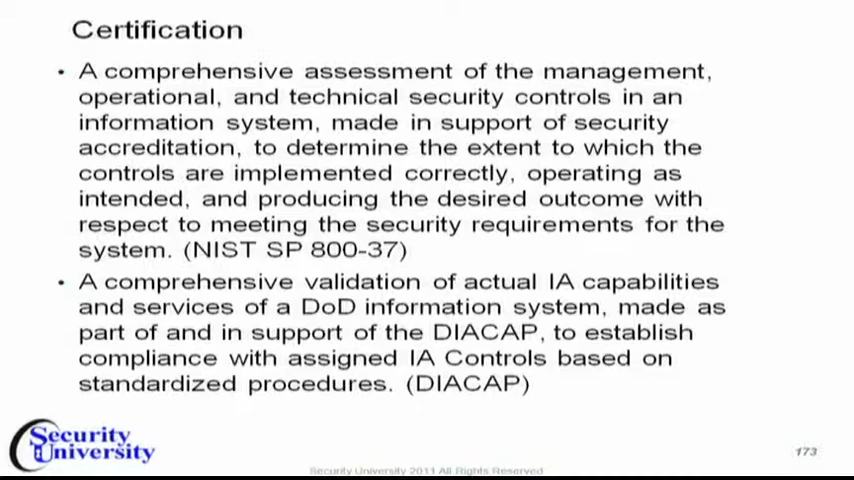 Certification
• A comprehensive assessment of the management,
operational, and technical security controls in an
information system, made in support of security
accreditation, to determine the extent to which the
controls are implemented correctly, operating as
intended, and producing the desired outcome with
respect to meeting the security requirements for the
system. (NIST SP 800-37)
• A comprehensive validation of actual IA capabilities
and services of a DoD information system, made as
part of and in support of the DIACAP, to establish
compliance with assigned IA Controls based on
standardized procedures. (DIACAP)
Security
University
173
Security University 2011 All Rights Reserved